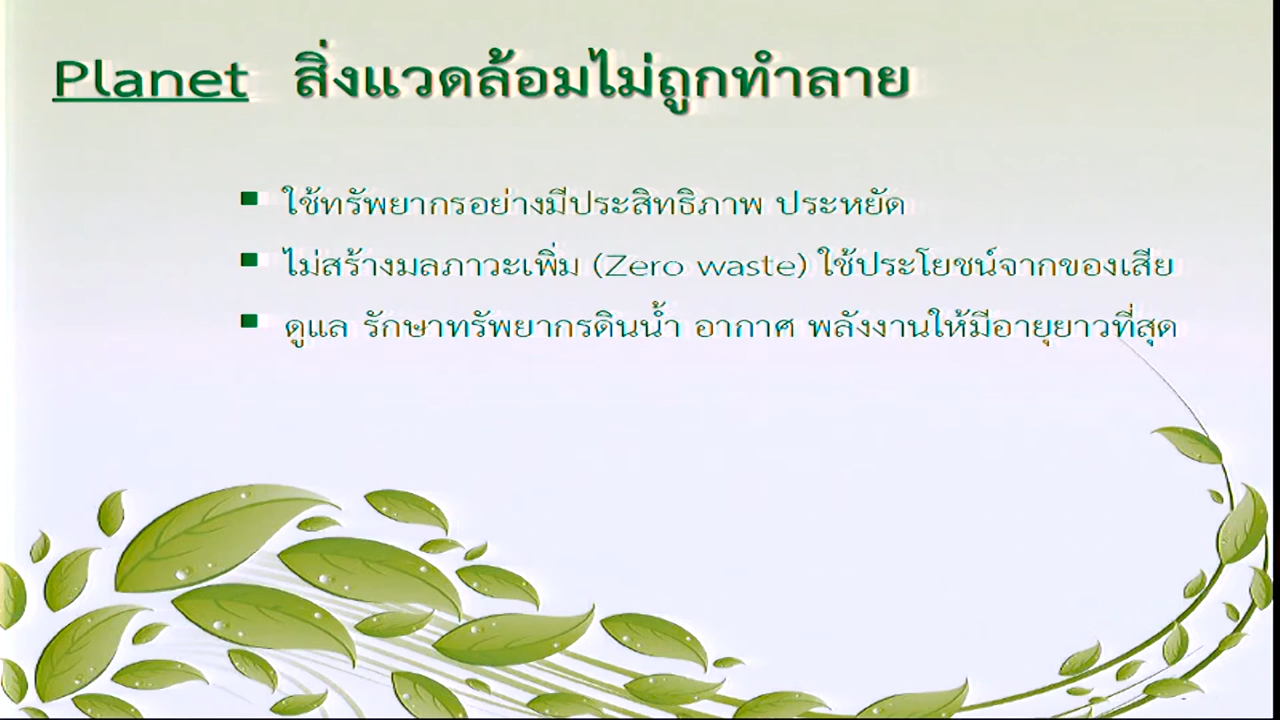 Planet สิ่งแวดล้อมไม่ถูกทำลาย
▪ ใช้ทรัพยากรอย่างมีประสิทธิภาพ ประหยัด
▪ ไม่สร้างมลภาวะเพิ่ม (Zero waste) ใช้ประโยชน์จากของเสีย
▪ ดูแล รักษาทรัพยากรดินน้ำ อากาศ พลังงานให้มีอายุยาวที่สุด